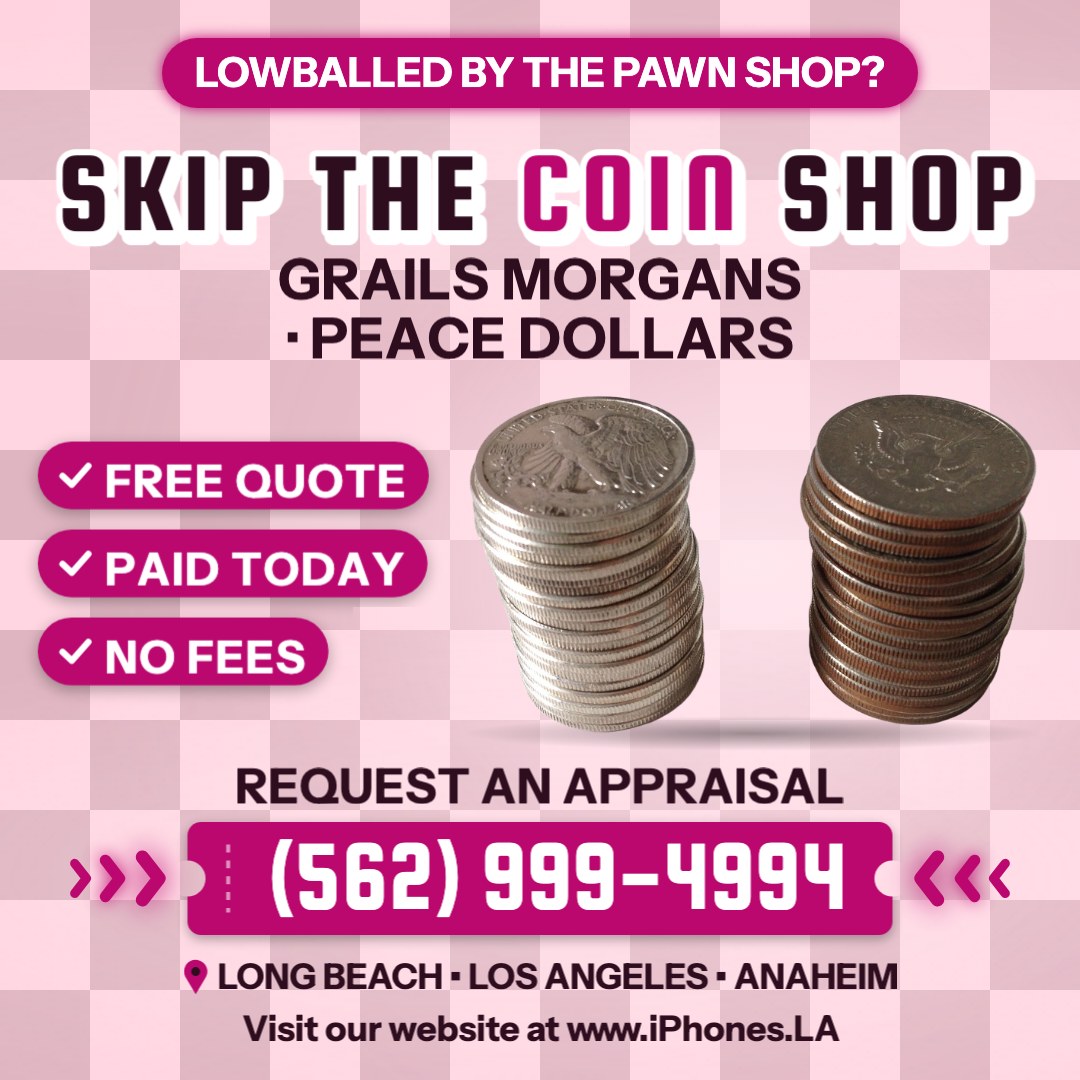 LOWBALLED BY THE PAWN SHOP?
SKIP THE COIN SHOP
GRAILS MORGANS
· PEACE DOLLARS
FREE QUOTE
PAID TODAY
NO FEES
REQUEST AN APPRAISAL
(562) 999-4994
LONG BEACH · LOS ANGELES · ANAHEIM
Visit our website at www.iPhones.LA